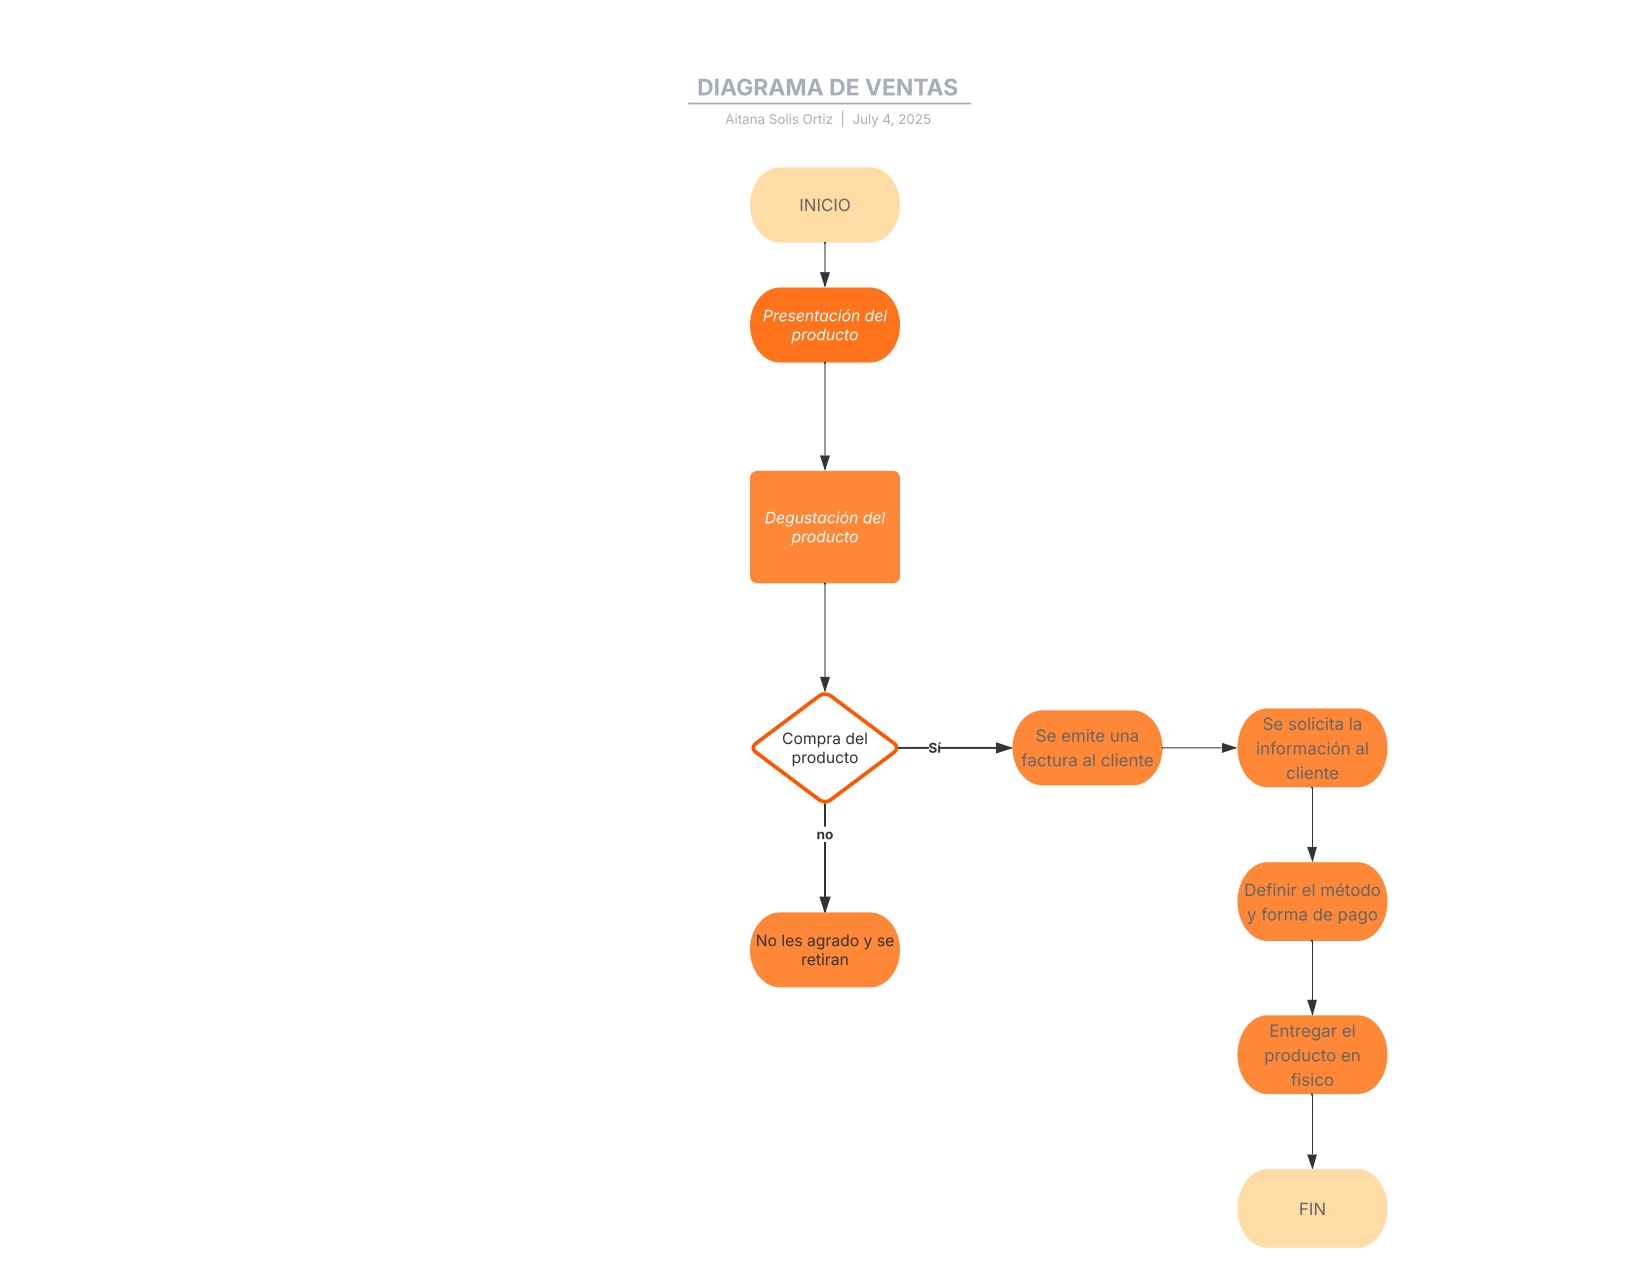 DIAGRAMA DE VENTAS
Aitana Solis Ortiz | July 4, 2025
INICIO
Presentación del
producto
Degustación del
producto
Compra del
producto
Sí
Se emite una
factura al cliente
Se solicita la
información al
cliente
no
Definir el método
y forma de pago
No les agrado y se
retiran
Entregar el
producto en
fisico
FIN